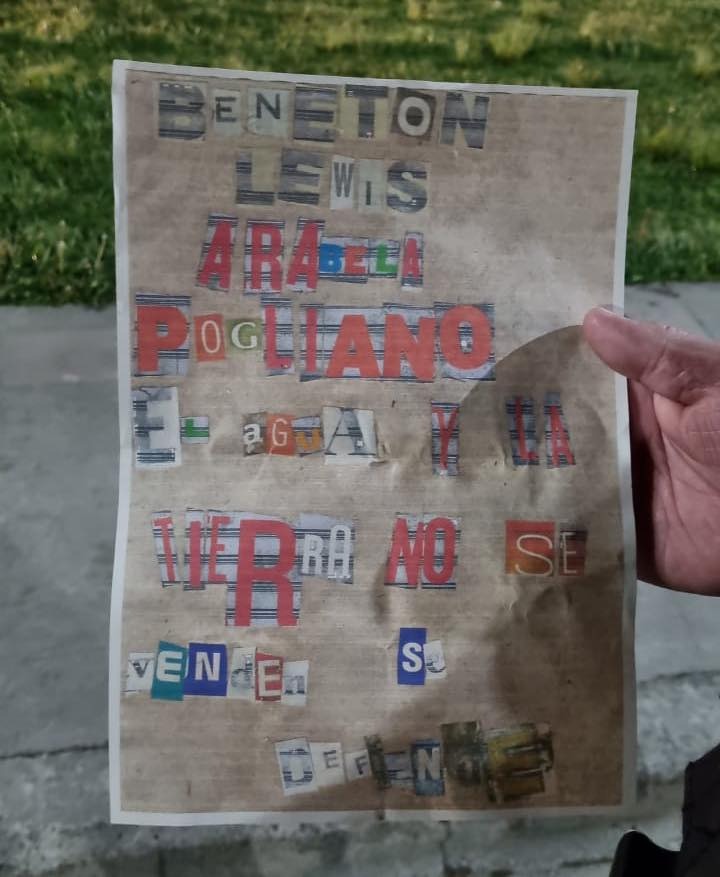 BENETON
LEWIS
ARABELA
POGLIANO
EL aGUA Y LA
TIERRA NO SE
VENdEn Se
DEFIENdE